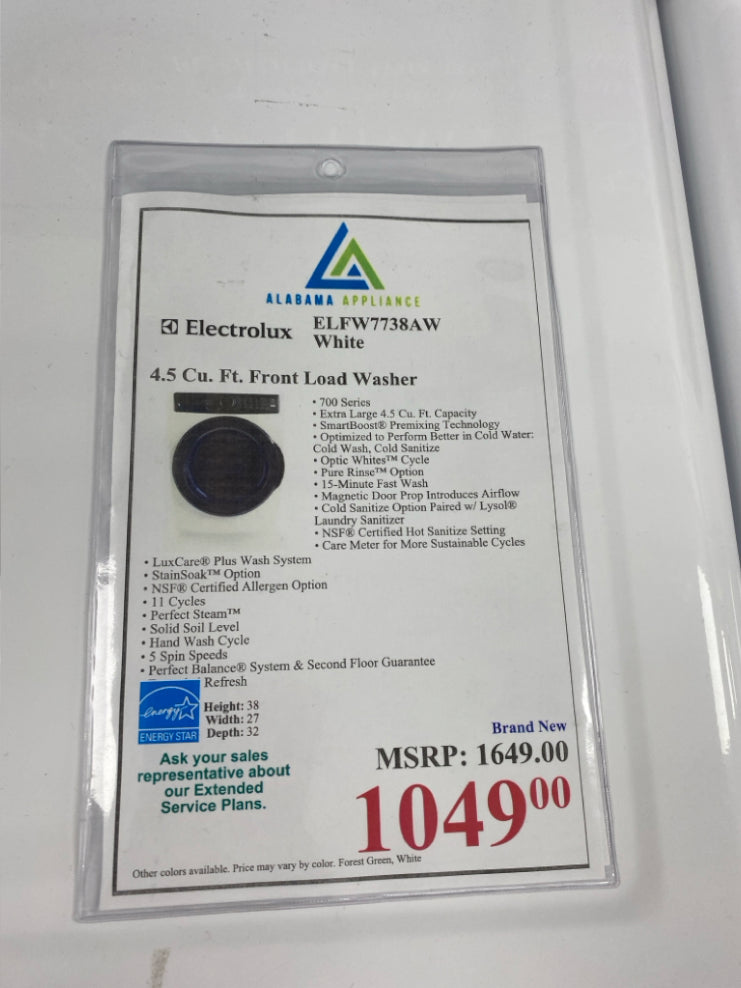 ALABAMA APPLIANCE
Electrolux
ELFW7738AW
White
4.5 Cu. Ft. Front Load Washer
• 700 Series
• Extra Large 4.5 Cu. Ft. Capacity
• SmartBoost® Premixing Technology
• Optimized to Perform Better in Cold Water:
Cold Wash, Cold Sanitize
• Optic Whites™ Cycle
• Pure Rinse™ Option
• 15-Minute Fast Wash
• Magnetic Door Prop Introduces Airflow
• Cold Sanitize Option Paired w/ Lysol®
Laundry Sanitizer
• NSF® Certified Hot Sanitize Setting
• Care Meter for More Sustainable Cycles
• LuxCare® Plus Wash System
• StainSoak™ Option
• NSF® Certified Allergen Option
• 11 Cycles
• Perfect Steam™
• Solid Soil Level
• Hand Wash Cycle
• 5 Spin Speeds
• Perfect Balance® System & Second Floor Guarantee
Refresh
energy
ENERGY STAR
Height: 38
Width: 27
Depth: 32
Ask your sales
representative about
our Extended
Service Plans.
Brand New
MSRP: 1649.00
1049⁰⁰
Other colors available. Price may vary by color. Forest Green, White